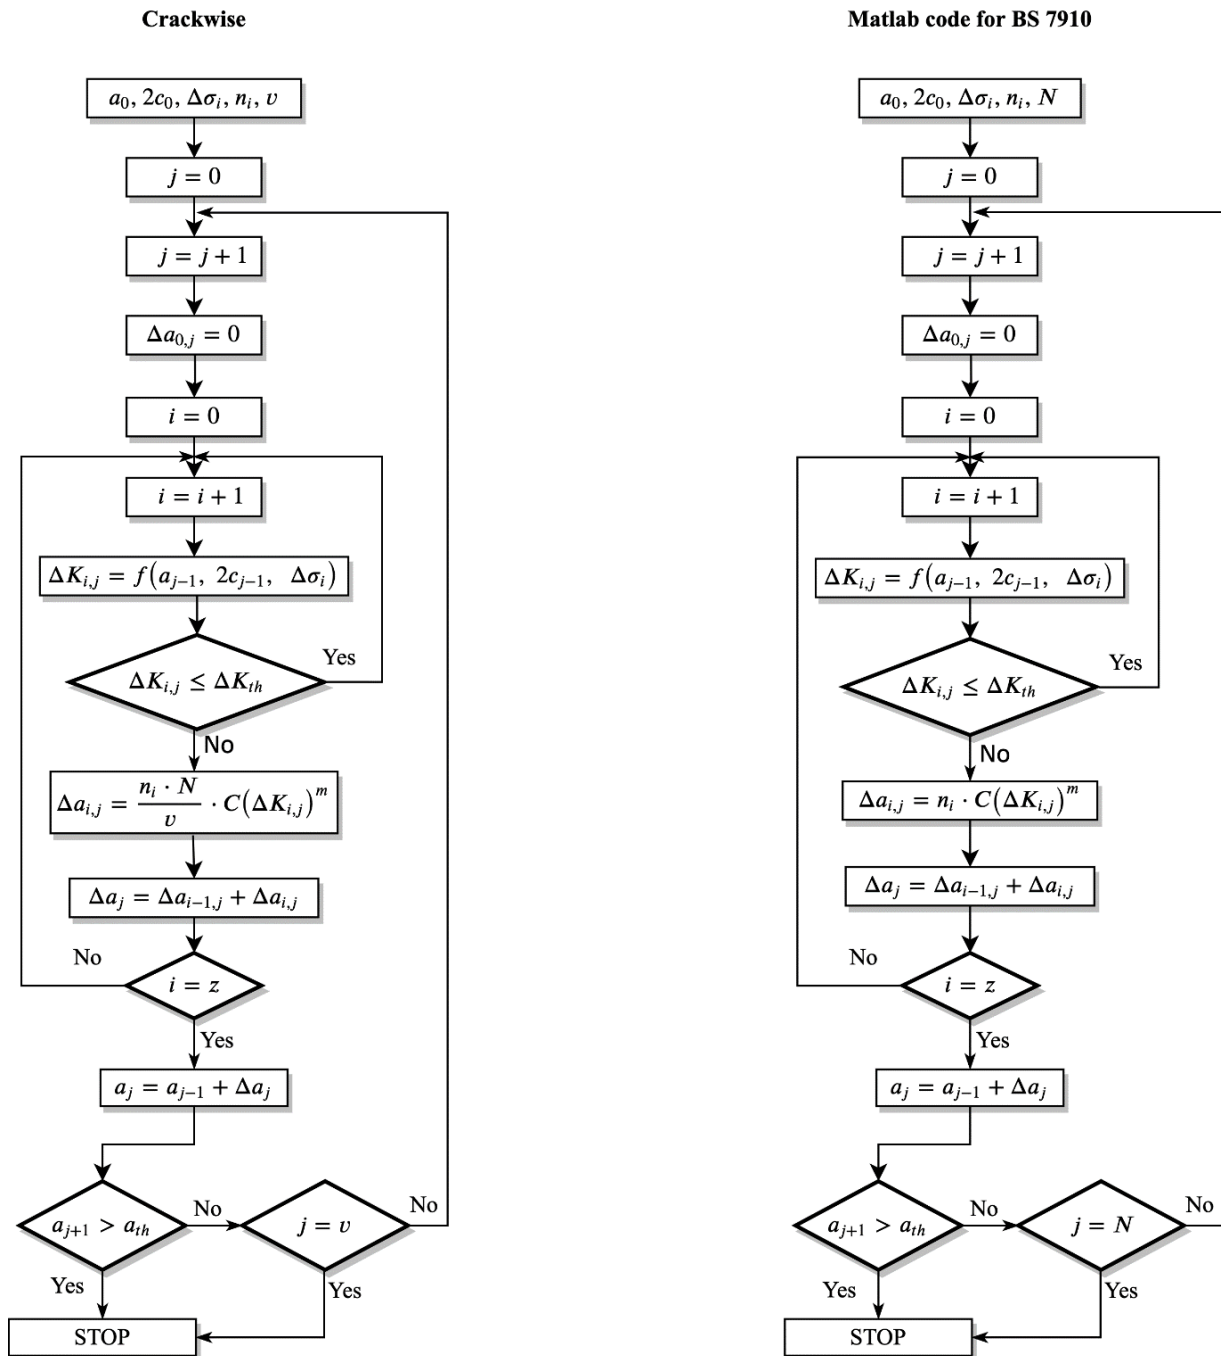 Crackwise
a₀, 2c₀, Δσᵢ, nᵢ, v
j = 0
j = j + 1
Δa₀,ⱼ = 0
i = 0
i = i + 1
ΔKᵢ,ⱼ = f(aⱼ₋₁, 2cⱼ₋₁, Δσᵢ)
Yes
ΔKᵢ,ⱼ ≤ ΔK_th
No
Δaᵢ,ⱼ = (nᵢ · N)/v · C(ΔKᵢ,ⱼ)^m
Δaⱼ = Δaᵢ₋₁,ⱼ + Δaᵢ,ⱼ
No
i = z
Yes
aⱼ = aⱼ₋₁ + Δaⱼ
aⱼ₊₁ > a_th
No
j = v
No
Yes
Yes
STOP
Matlab code for BS 7910
a₀, 2c₀, Δσᵢ, nᵢ, N
j = 0
j = j + 1
Δa₀,ⱼ = 0
i = 0
i = i + 1
ΔKᵢ,ⱼ = f(aⱼ₋₁, 2cⱼ₋₁, Δσᵢ)
Yes
ΔKᵢ,ⱼ ≤ ΔK_th
No
Δaᵢ,ⱼ = nᵢ · C(ΔKᵢ,ⱼ)^m
Δaⱼ = Δaᵢ₋₁,ⱼ + Δaᵢ,ⱼ
No
i = z
Yes
aⱼ = aⱼ₋₁ + Δaⱼ
aⱼ₊₁ > a_th
No
j = N
No
Yes
Yes
STOP